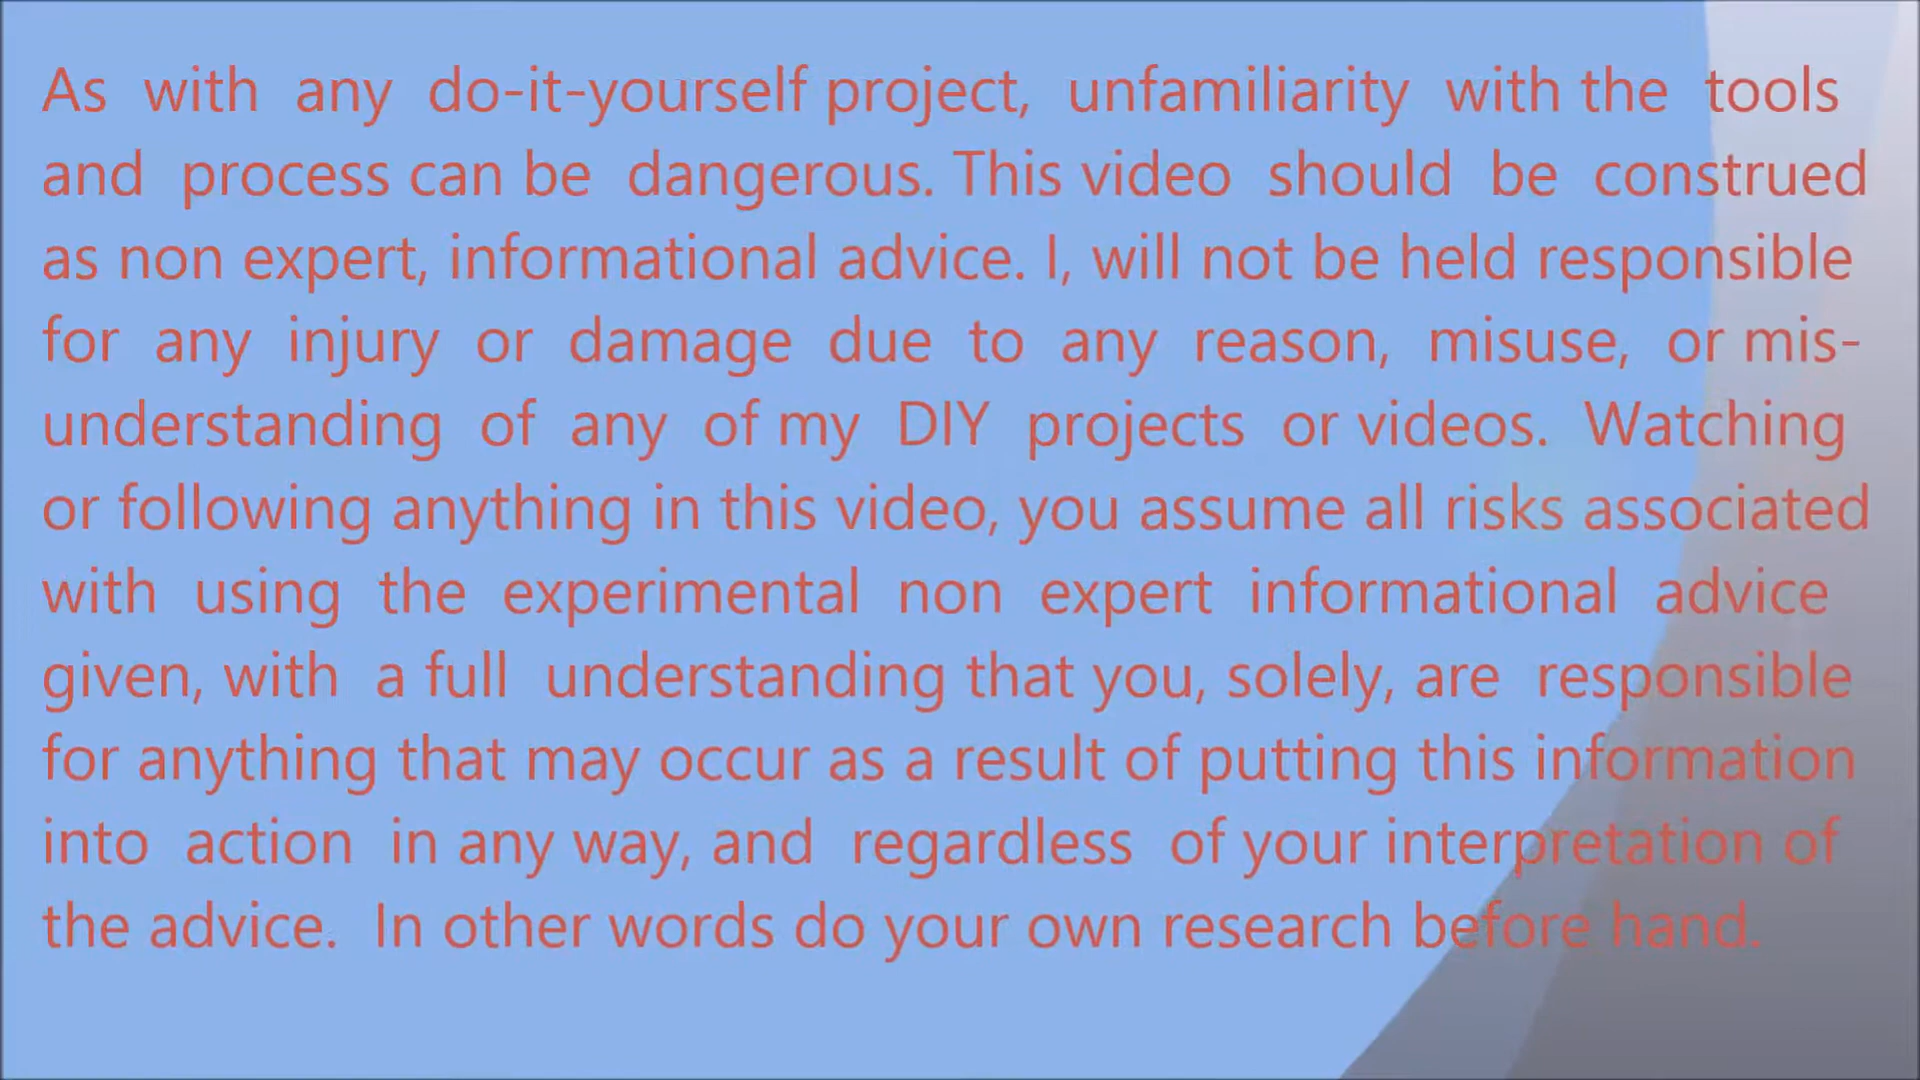 As with any do-it-yourself project, unfamiliarity with the tools
and process can be dangerous. This video should be construed
as non expert, informational advice. I, will not be held responsible
for any injury or damage due to any reason, misuse, or mis-
understanding of any of my DIY projects or videos. Watching
or following anything in this video, you assume all risks associated
with using the experimental non expert informational advice
given, with a full understanding that you, solely, are responsible
for anything that may occur as a result of putting this information
into action in any way, and regardless of your interpretation of
the advice. In other words do your own research before hand.